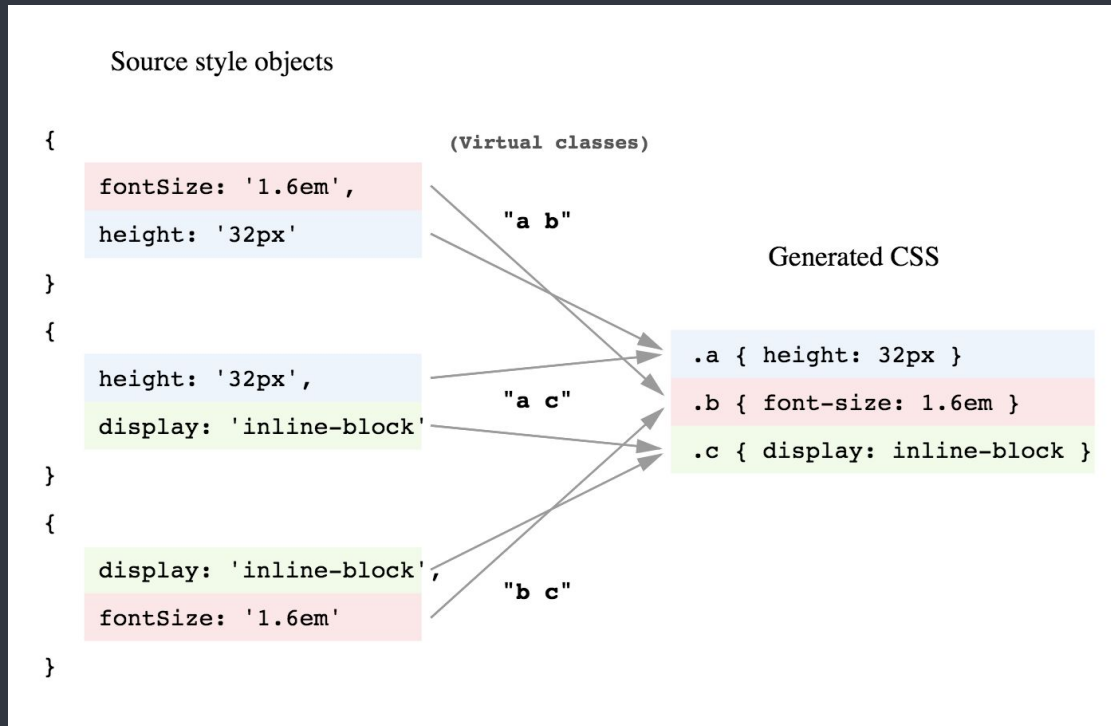 Source style objects
{
(Virtual classes)
fontSize: '1.6em',
height: '32px'
"a b"
}
{
height: '32px',
display: 'inline-block'
"a c"
}
{
display: 'inline-block',
fontSize: '1.6em'
"b c"
}
Generated CSS
.a { height: 32px }
.b { font-size: 1.6em }
.c { display: inline-block }